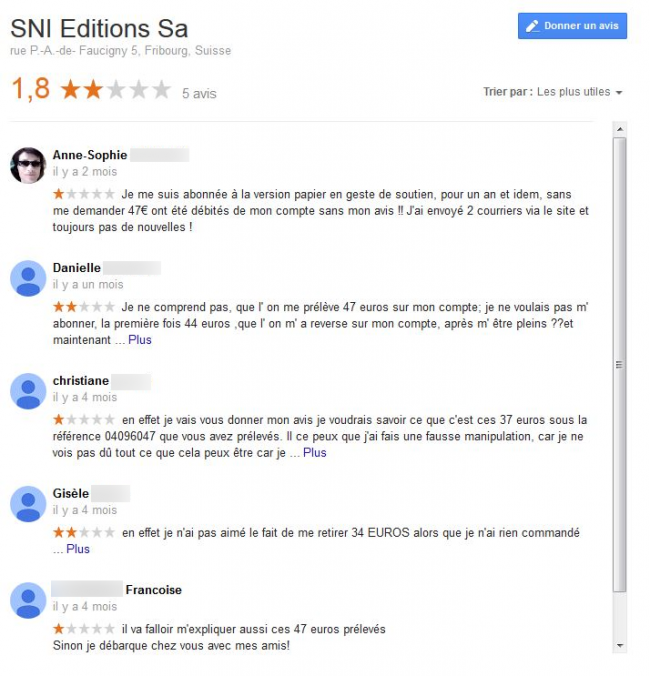 SNI Editions Sa
Donner un avis
rue P.-A.-de- Faucigny 5, Fribourg, Suisse
1,8 5 avis
Trier par : Les plus utiles
Anne-Sophie
il y a 2 mois
Je me suis abonnée à la version papier en geste de soutien, pour un an et idem, sans
me demander 47€ ont été débités de mon compte sans mon avis !! J'ai envoyé 2 courriers via le site et
toujours pas de nouvelles !
Danielle
il y a un mois
Je ne comprend pas, que l' on me prélève 47 euros sur mon compte; je ne voulais pas m'
abonner, la première fois 44 euros ,que l' on m' a reverse sur mon compte, après m' être pleins ??et
maintenant ... Plus
christiane
il y a 4 mois
en effet je vais vous donner mon avis je voudrais savoir ce que c'est ces 37 euros sous la
référence 04096047 que vous avez prélevés. Il ce peux que j'ai fais une fausse manipulation, car je ne
vois pas dû tout ce que cela peux être car je ... Plus
Gisèle
il y a 4 mois
en effet je n'ai pas aimé le fait de me retirer 34 EUROS alors que je n'ai rien commandé
... Plus
Francoise
il y a 4 mois
il va falloir m'expliquer aussi ces 47 euros prélevés
Sinon je débarque chez vous avec mes amis!